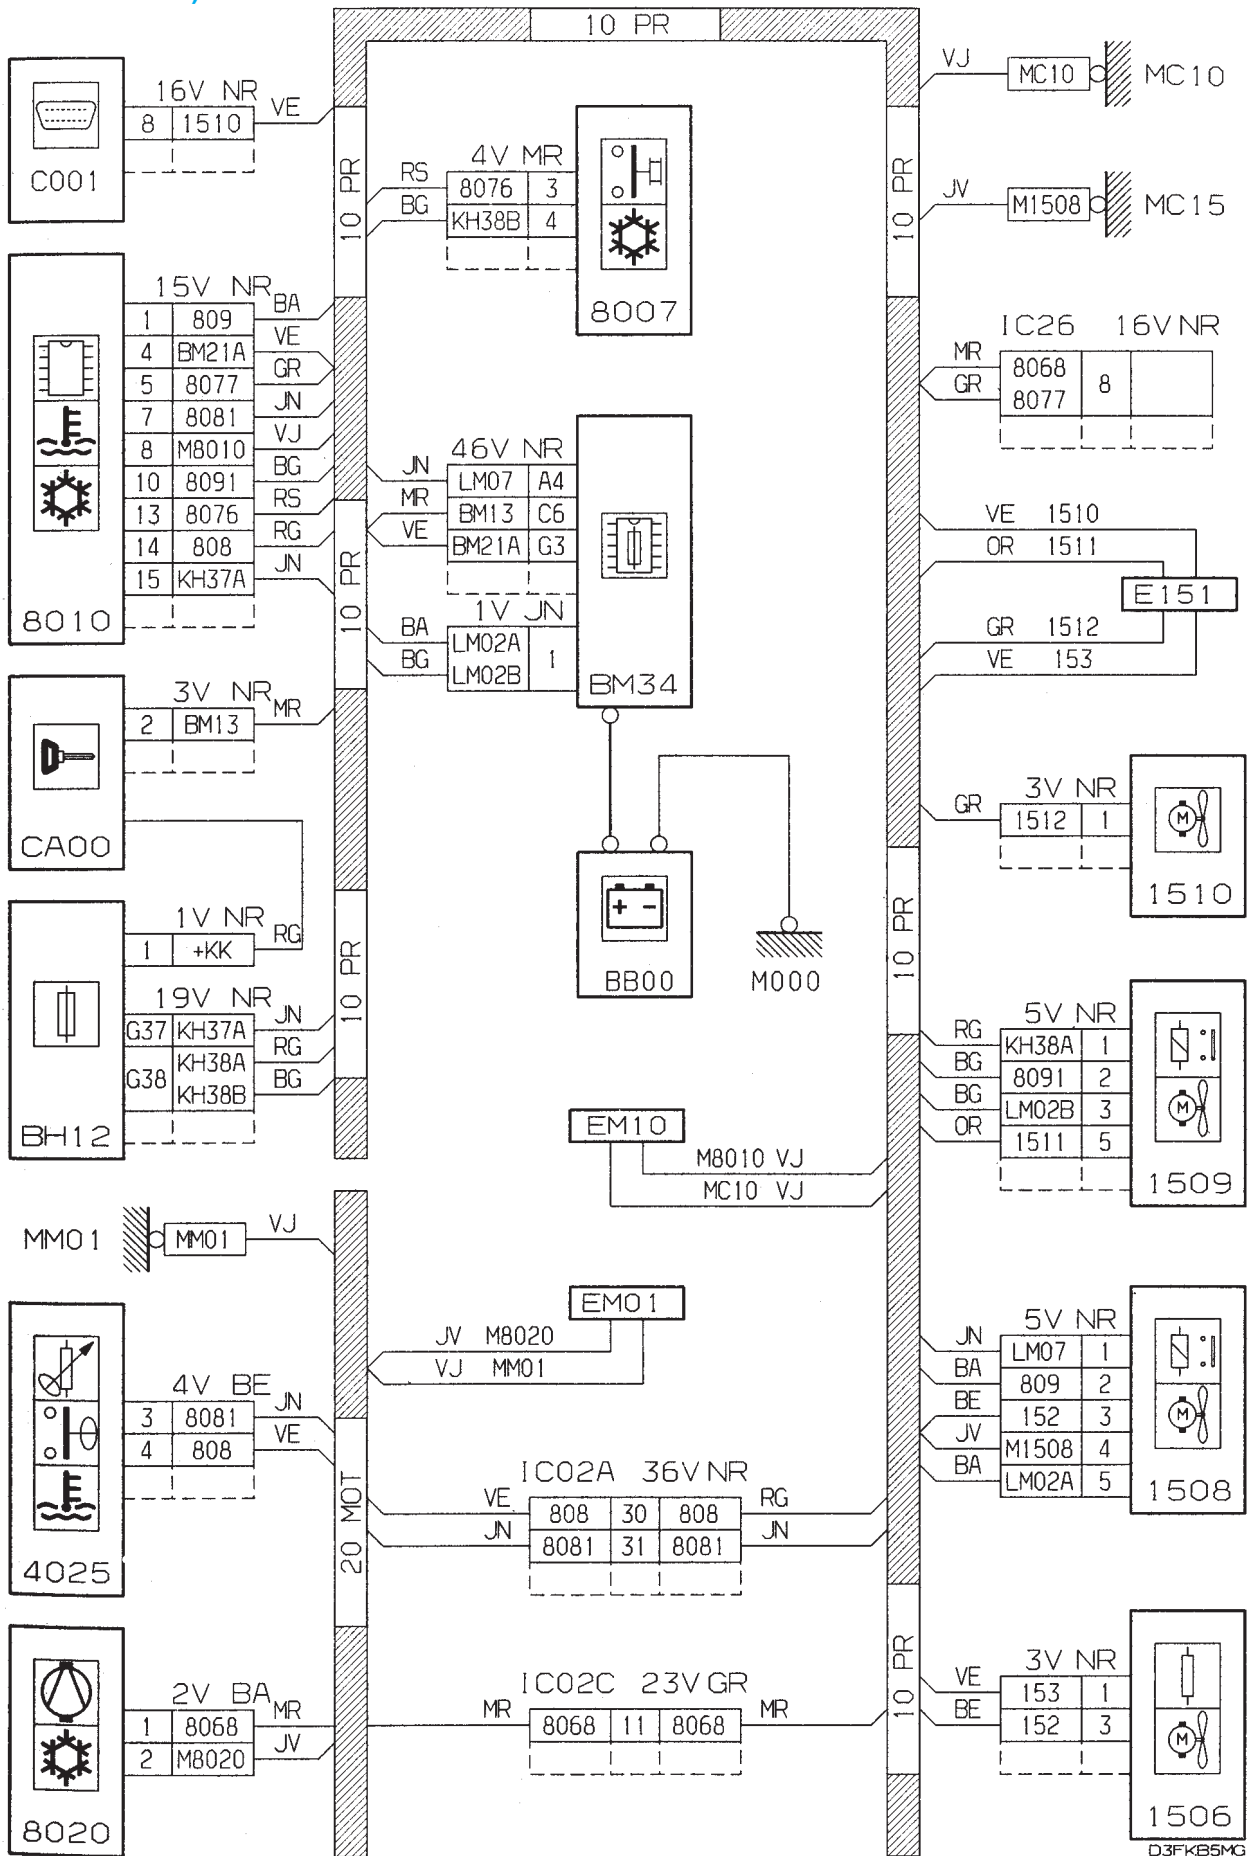 10 PR
16V NR
8 1510
VE
C001
10 PR
4V MR
RS 8076 3
BG KH38B 4
8007
10 PR
VJ MC10 MC10
JV M1508 MC15
15V NR
1 809 BA
4 BM21A VE
5 8077 GR
7 8081 JN
8 M8010 VJ
10 8091 BG
13 8076 RS
14 808 RG
15 KH37A JN
8010
IC26 16V NR
MR 8068
GR 8077
8
46V NR
JN LM07 A4
MR BM13 C6
VE BM21A G3
1V JN
BA LM02A
BG LM02B
1
BM34
10 PR
VE 1510
OR 1511
E151
GR 1512
VE 153
3V NR
2 BM13 MR
CA00
1V NR
1 +KK RG
19V NR
G37 KH37A JN
G38 KH38A RG
KH38B BG
BH12
10 PR
+ -
BB00
M000
3V NR
GR 1512 1
M
1510
10 PR
5V NR
RG KH38A 1
BG 8091 2
BG LM02B 3
OR 1511 5
M
1509
EM10
M8010 VJ
MC10 VJ
MM01 MM01 VJ
EM01
JV M8020
VJ MM01
4V BE
3 8081 JN
4 808 VE
4025
20 MOT
5V NR
JN LM07 1
BA 809 2
BE 152 3
JV M1508 4
BA LM02A 5
M
1508
IC02A 36V NR
VE 808 30 808 RG
JN 8081 31 8081 JN
2V BA
1 8068 MR
2 M8020 JV
8020
IC02C 23V GR
MR 8068 11 8068 MR
10 PR
3V NR
VE 153 1
BE 152 3
M
1506
D3FKB5MG